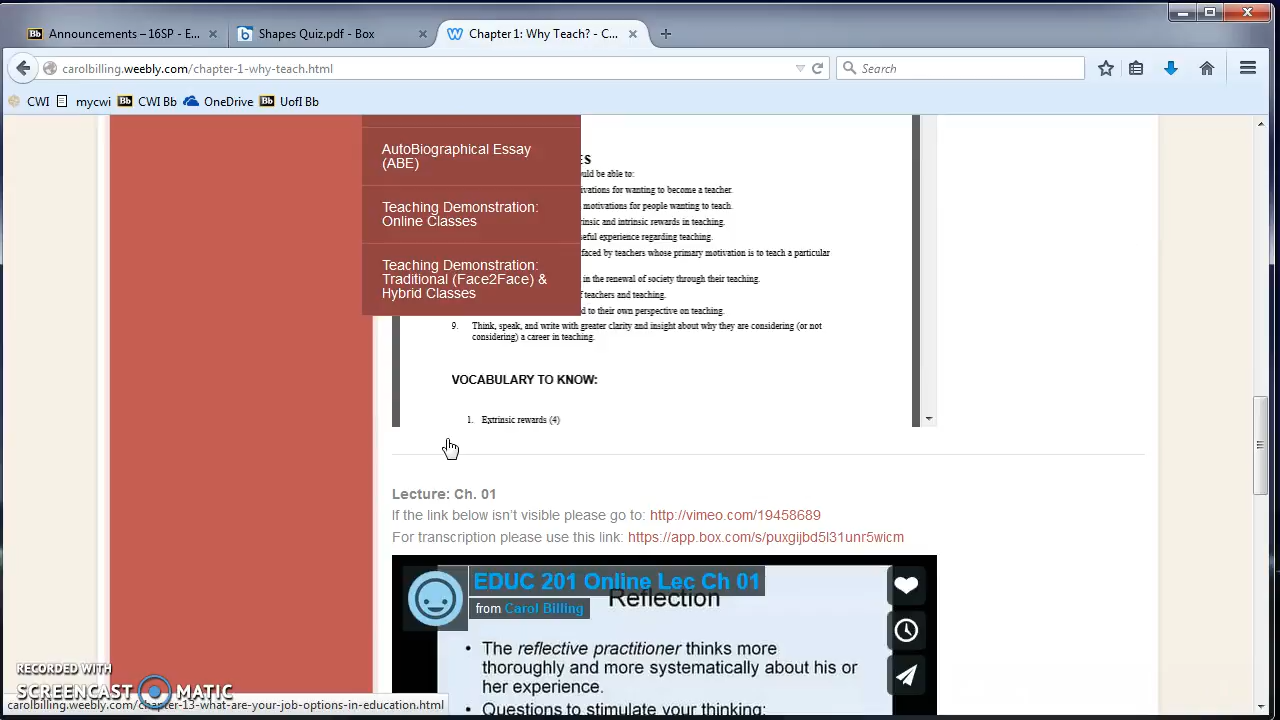 Announcements – 16SP - E...
Shapes Quiz.pdf - Box
Chapter 1: Why Teach? - C...
carolbilling.weebly.com/chapter-1-why-teach.html
Search
CWI
mycwi
Bb CWI Bb
OneDrive
Bb UofI Bb
AutoBiographical Essay
(ABE)
Teaching Demonstration:
Online Classes
Teaching Demonstration:
Traditional (Face2Face) &
Hybrid Classes
ES
ould be able to:
ivations for wanting to become a teacher.
motivations for people wanting to teach.
rinsic and intrinsic rewards in teaching.
seful experience regarding teaching.
faced by teachers whose primary motivation is to teach a particular
in the renewal of society through their teaching.
f teachers and teaching.
d to their own perspective on teaching.
9. Think, speak, and write with greater clarity and insight about why they are considering (or not
considering) a career in teaching.
VOCABULARY TO KNOW:
1. Extrinsic rewards (4)
Lecture: Ch. 01
If the link below isn't visible please go to: http://vimeo.com/19458689
For transcription please use this link: https://app.box.com/s/puxgijbd5l31unr5wicm
EDUC 201 Online Lec Ch 01
from Carol Billing
Reflection
• The reflective practitioner thinks more
thoroughly and more systematically about his or
her experience.
• Questions to stimulate your thinking:
RECORDED WITH
SCREENCAST MATIC
carolbilling.weebly.com/chapter-13-what-are-your-job-options-in-education.html